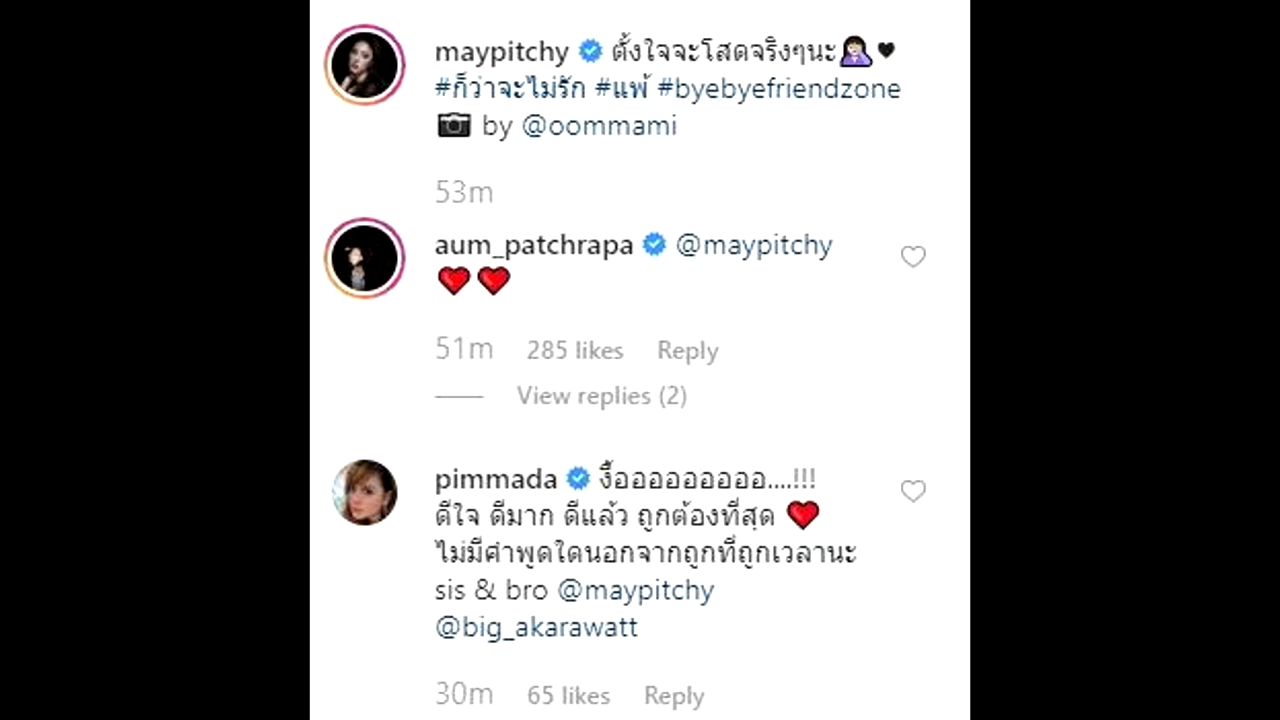 maypitchy ตั้งใจจะโสดจริงๆนะ🤦🏻‍♀️🖤
#ก็ว่าจะไม่รัก #แพ้ #byebyefriendzone
📷 by @oommami
53m
aum_patchrapa @maypitchy
❤️❤️
51m 285 likes Reply
View replies (2)
pimmada งื้อออออออออ....!!!
ดีใจ ดีมาก ดีแล้ว ถูกต้องที่สุด ❤️
ไม่มีคำพูดใดนอกจากถูกที่ถูกเวลานะ
sis & bro @maypitchy
@big_akarawatt
30m 65 likes Reply